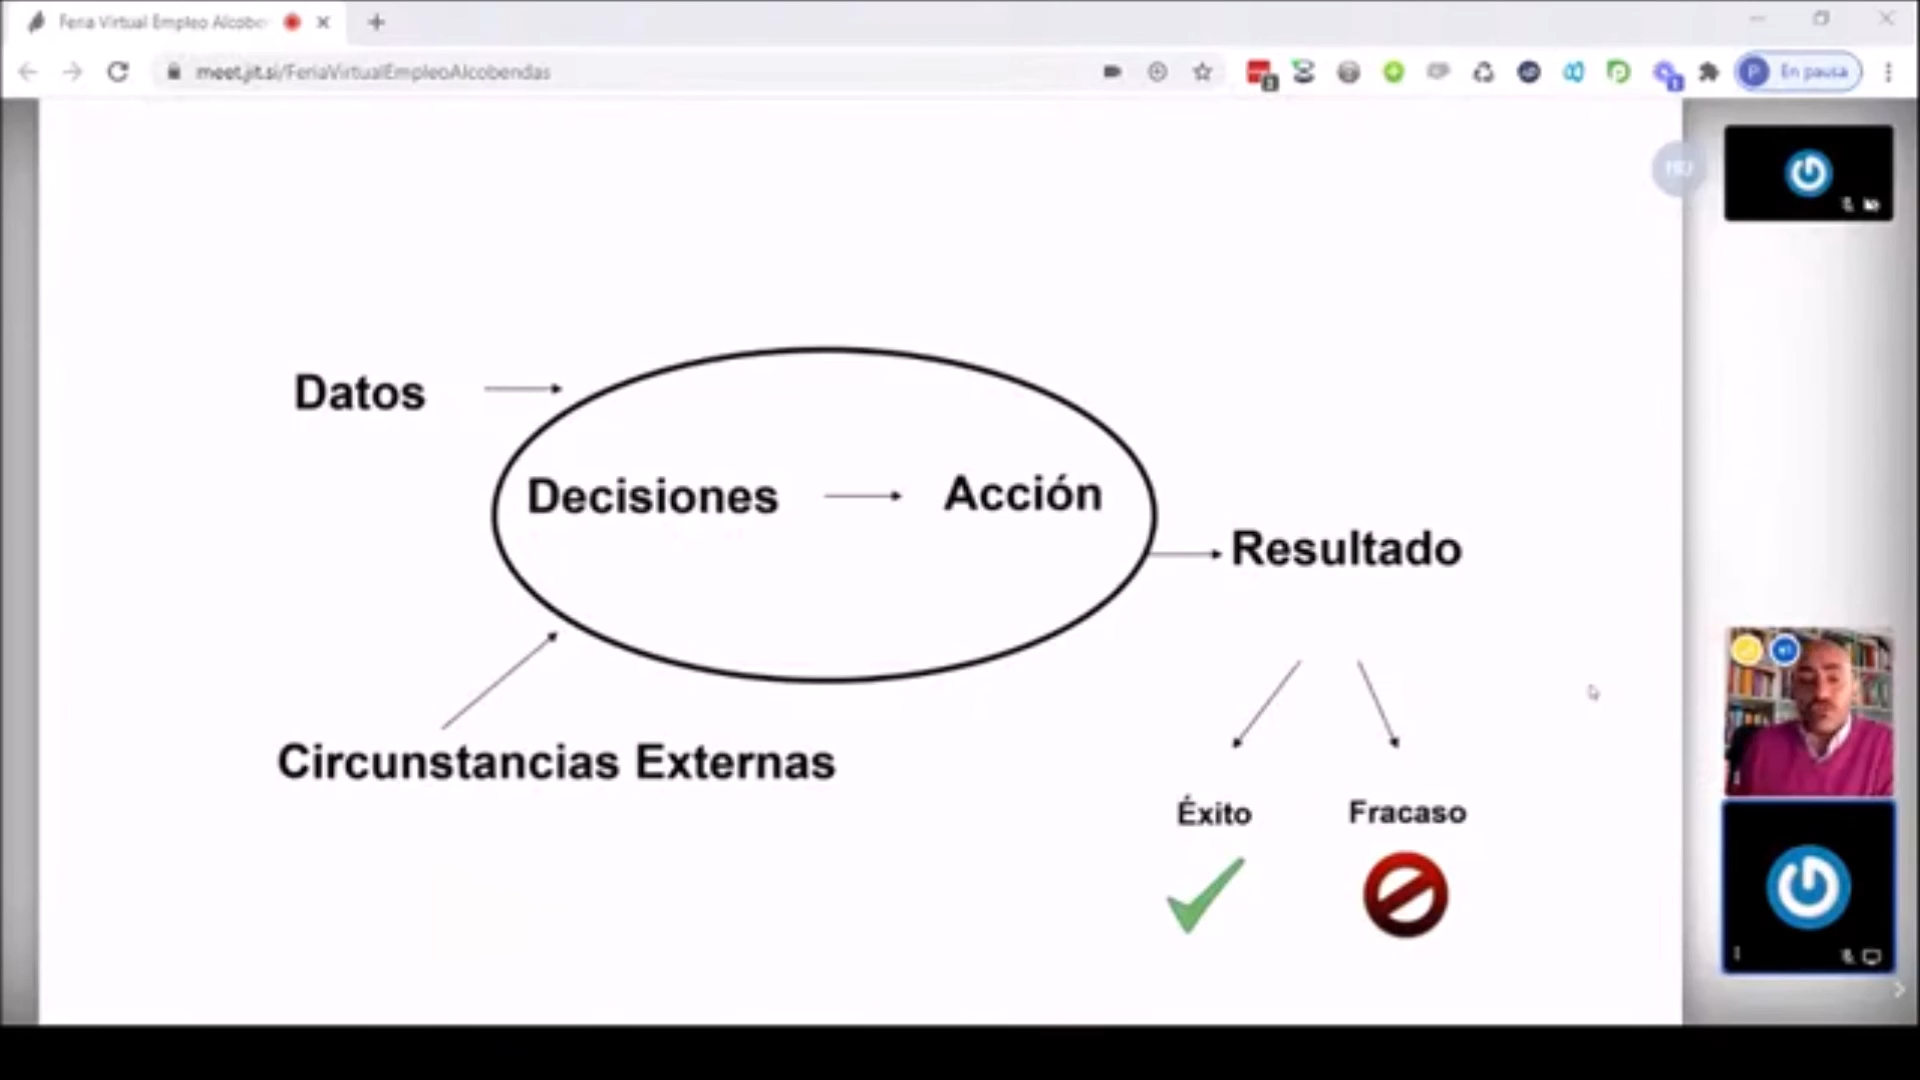 Feria Virtual Empleo Alcobe
meet.jit.si/FeriaVirtualEmpleoAlcobendas
P
En pausa
Datos
Decisiones
Acción
Resultado
Circunstancias Externas
Éxito
Fracaso